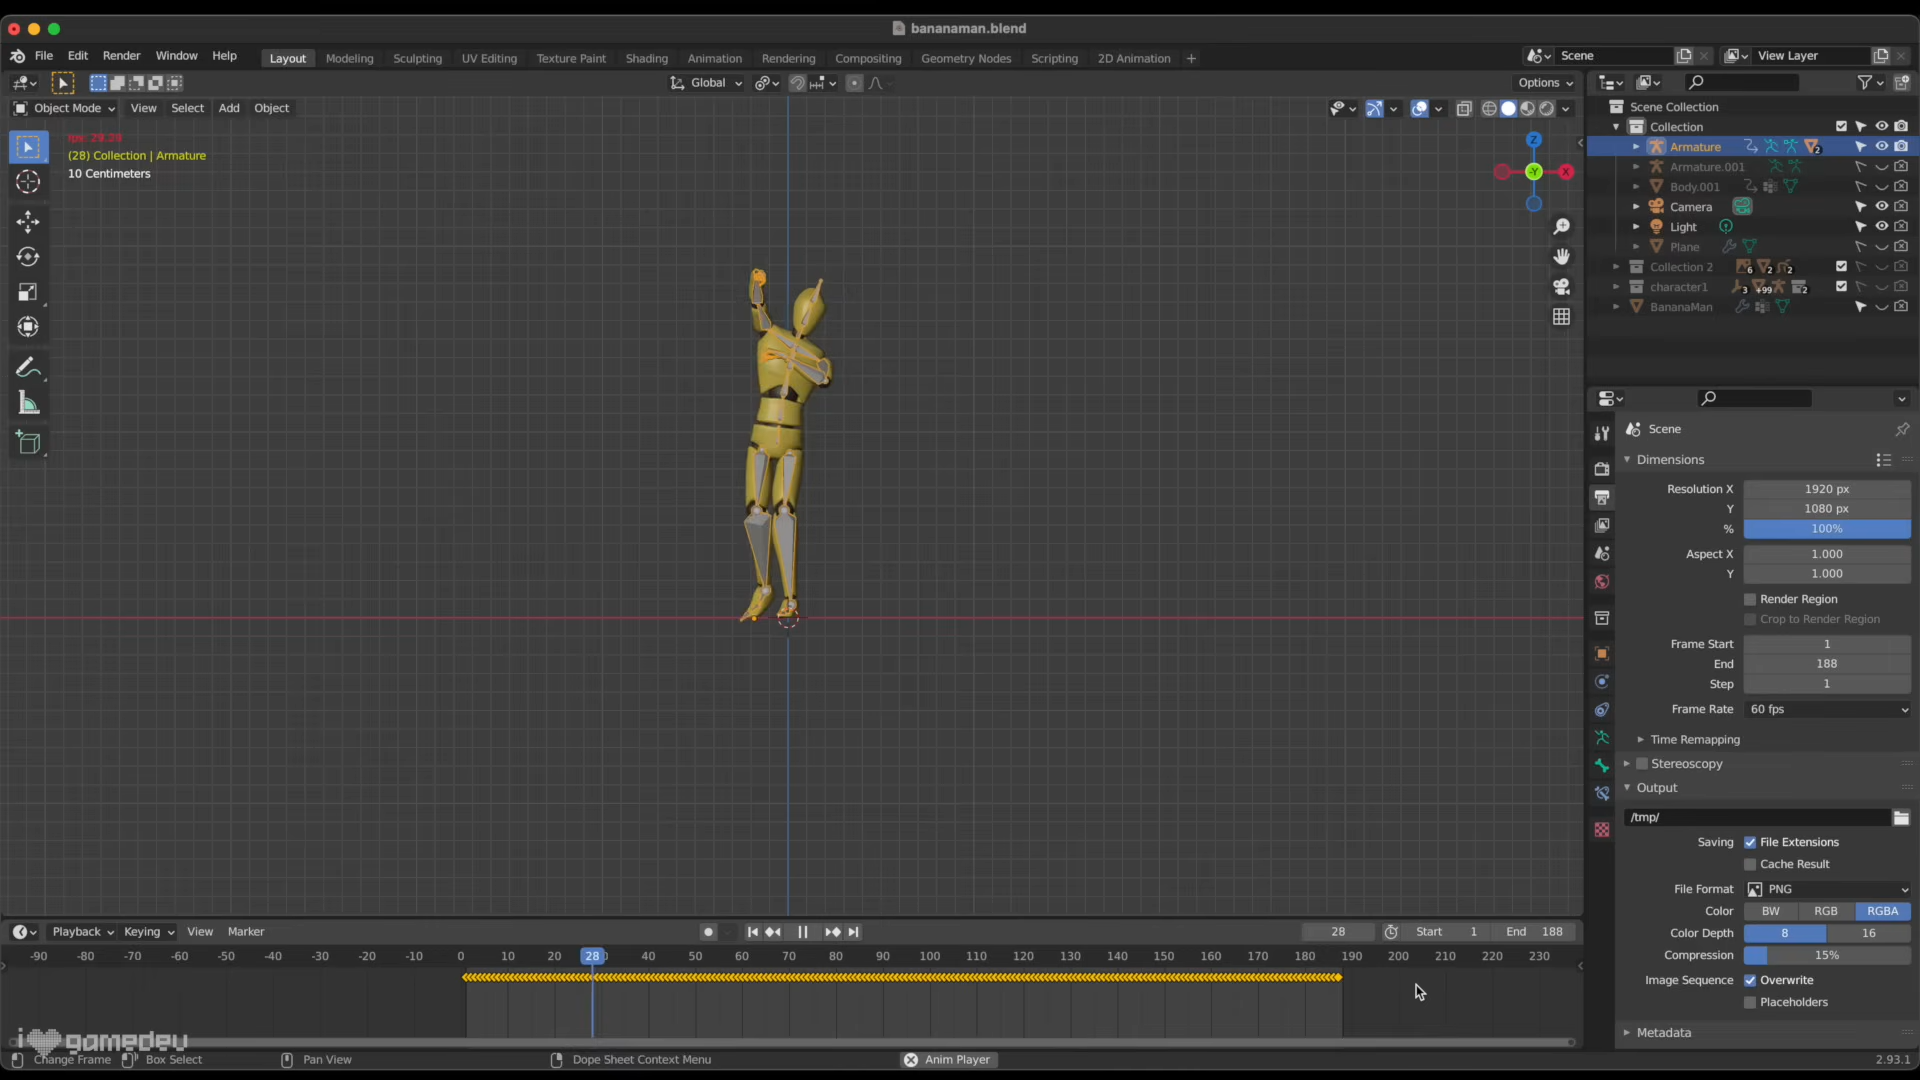 bananaman.blend
File Edit Render Window Help Layout Modeling Sculpting UV Editing Texture Paint Shading Animation Rendering Compositing Geometry Nodes Scripting 2D Animation + Scene View Layer
Global Options
Object Mode View Select Add Object
fps: 29.39
(28) Collection | Armature
10 Centimeters
Z
-Y X
Scene Collection
Collection
Armature 2
Armature.001
Body.001
Camera
Light
Plane
Collection 2 6 2 2
character1 3 +99 2
BananaMan
Scene
Dimensions
Resolution X 1920 px
Y 1080 px
% 100%
Aspect X 1.000
Y 1.000
Render Region
Crop to Render Region
Frame Start 1
End 188
Step 1
Frame Rate 60 fps
Time Remapping
Stereoscopy
Output
/tmp/
Saving File Extensions
Cache Result
File Format PNG
Color BW RGB RGBA
Color Depth 8 16
Compression 15%
Image Sequence Overwrite
Placeholders
Metadata
Playback Keying View Marker 28 Start 1 End 188
-90 -80 -70 -60 -50 -40 -30 -20 -10 0 10 20 28 40 50 60 70 80 90 100 110 120 130 140 150 160 170 180 190 200 210 220 230
i gamedev
Change Frame Box Select Pan View Dope Sheet Context Menu Anim Player 2.93.1